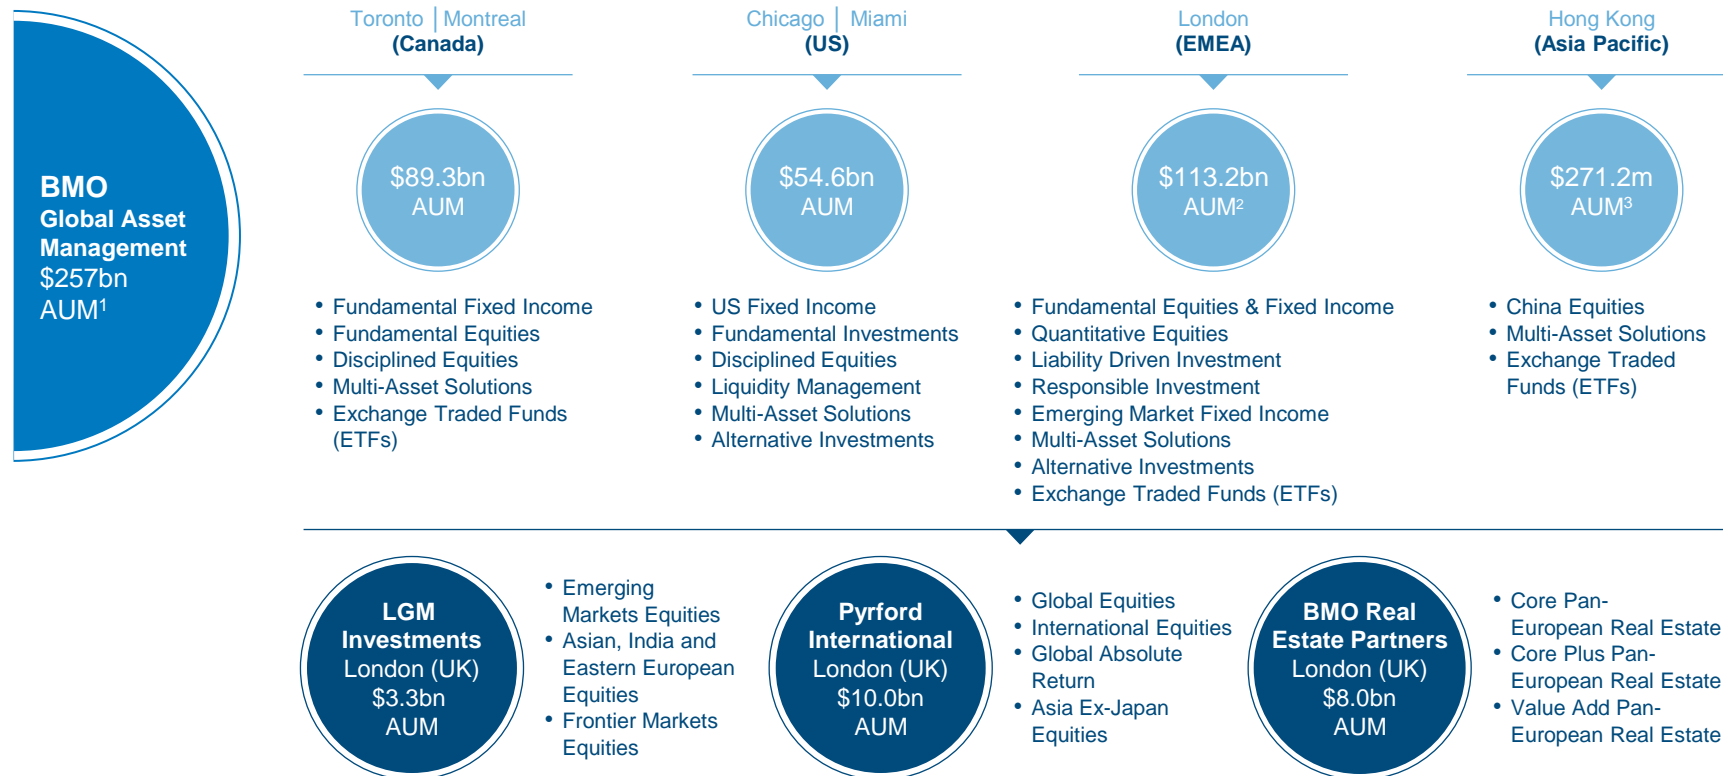 BMO
Global Asset
Management
$257bn
AUM1
Toronto | Montreal
(Canada)
$89.3bn
AUM
• Fundamental Fixed Income
• Fundamental Equities
• Disciplined Equities
• Multi-Asset Solutions
• Exchange Traded Funds
(ETFs)
Chicago | Miami
(US)
$54.6bn
AUM
• US Fixed Income
• Fundamental Investments
• Disciplined Equities
• Liquidity Management
• Multi-Asset Solutions
• Alternative Investments
London
(EMEA)
$113.2bn
AUM2
• Fundamental Equities & Fixed Income
• Quantitative Equities
• Liability Driven Investment
• Responsible Investment
• Emerging Market Fixed Income
• Multi-Asset Solutions
• Alternative Investments
• Exchange Traded Funds (ETFs)
Hong Kong
(Asia Pacific)
$271.2m
AUM3
• China Equities
• Multi-Asset Solutions
• Exchange Traded
Funds (ETFs)
LGM
Investments
London (UK)
$3.3bn
AUM
• Emerging
Markets Equities
• Asian, India and
Eastern European
Equities
• Frontier Markets
Equities
Pyrford
International
London (UK)
$10.0bn
AUM
• Global Equities
• International Equities
• Global Absolute
Return
• Asia Ex-Japan
Equities
BMO Real
Estate Partners
London (UK)
$8.0bn
AUM
• Core Pan-
European Real Estate
• Core Plus Pan-
European Real Estate
• Value Add Pan-
European Real Estate